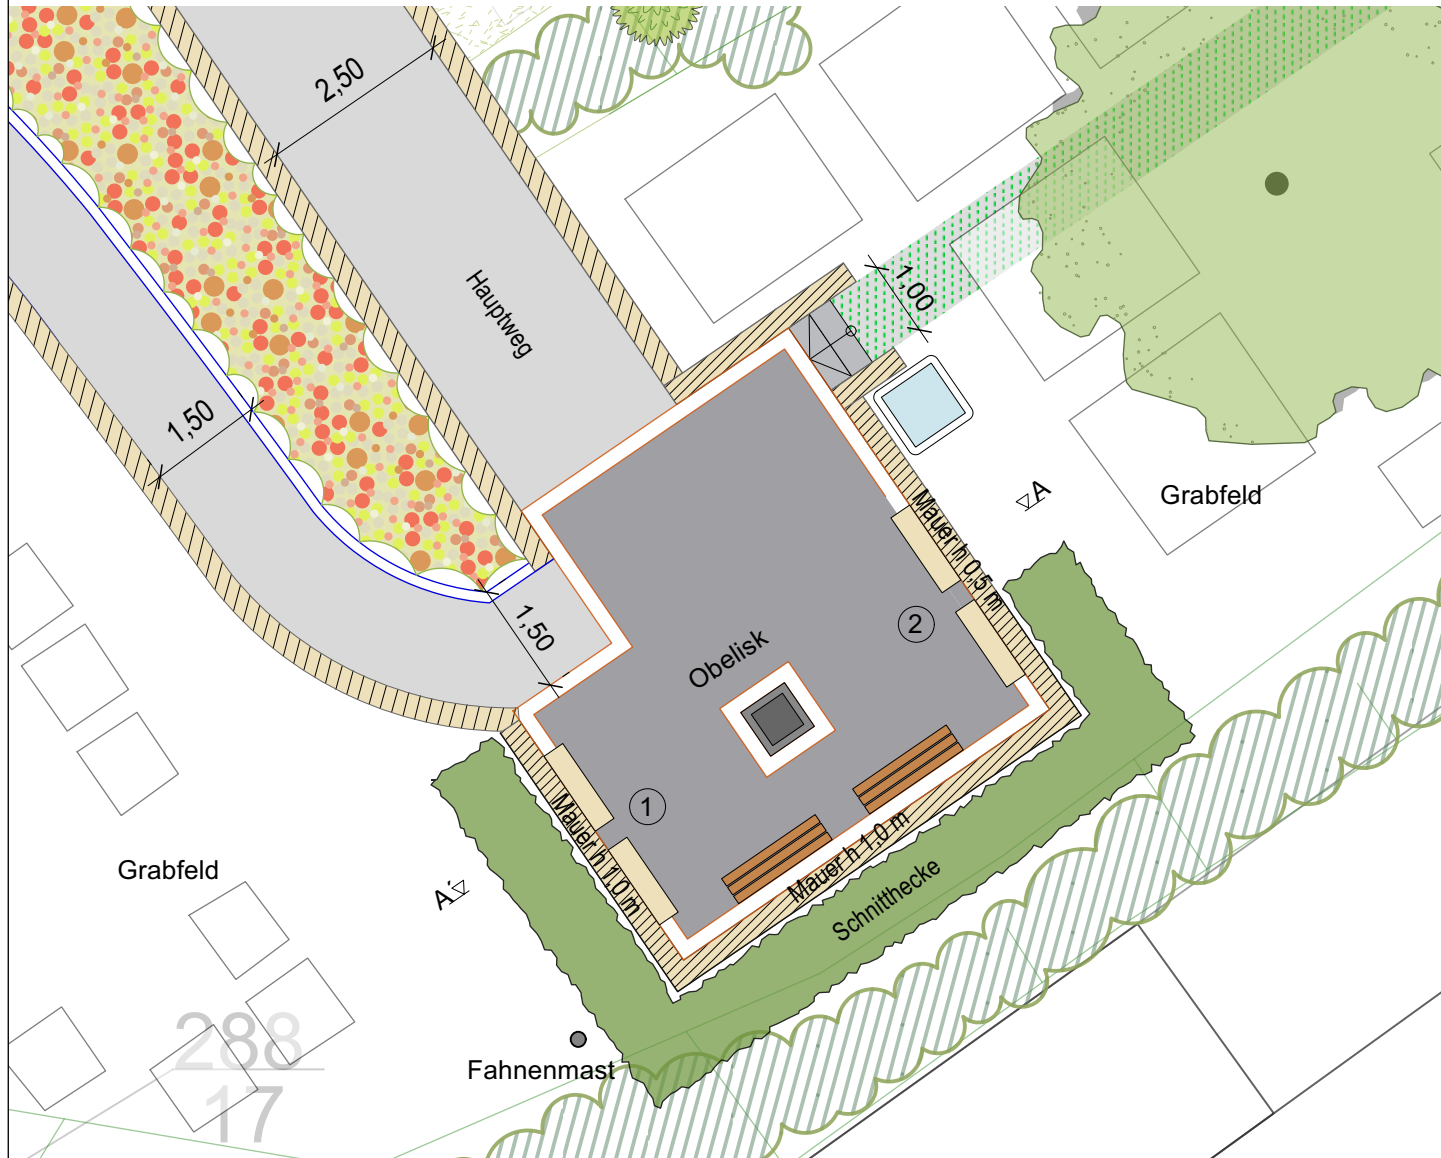 2,50
Hauptweg
1,00
1,50
A
Grabfeld
Mauer h 0,5 m
1,50
2
Obelisk
1
Mauer h 1,0 m
Mauer h 1,0 m
Grabfeld
A'
Schnitthecke
288
17
Fahnenmast